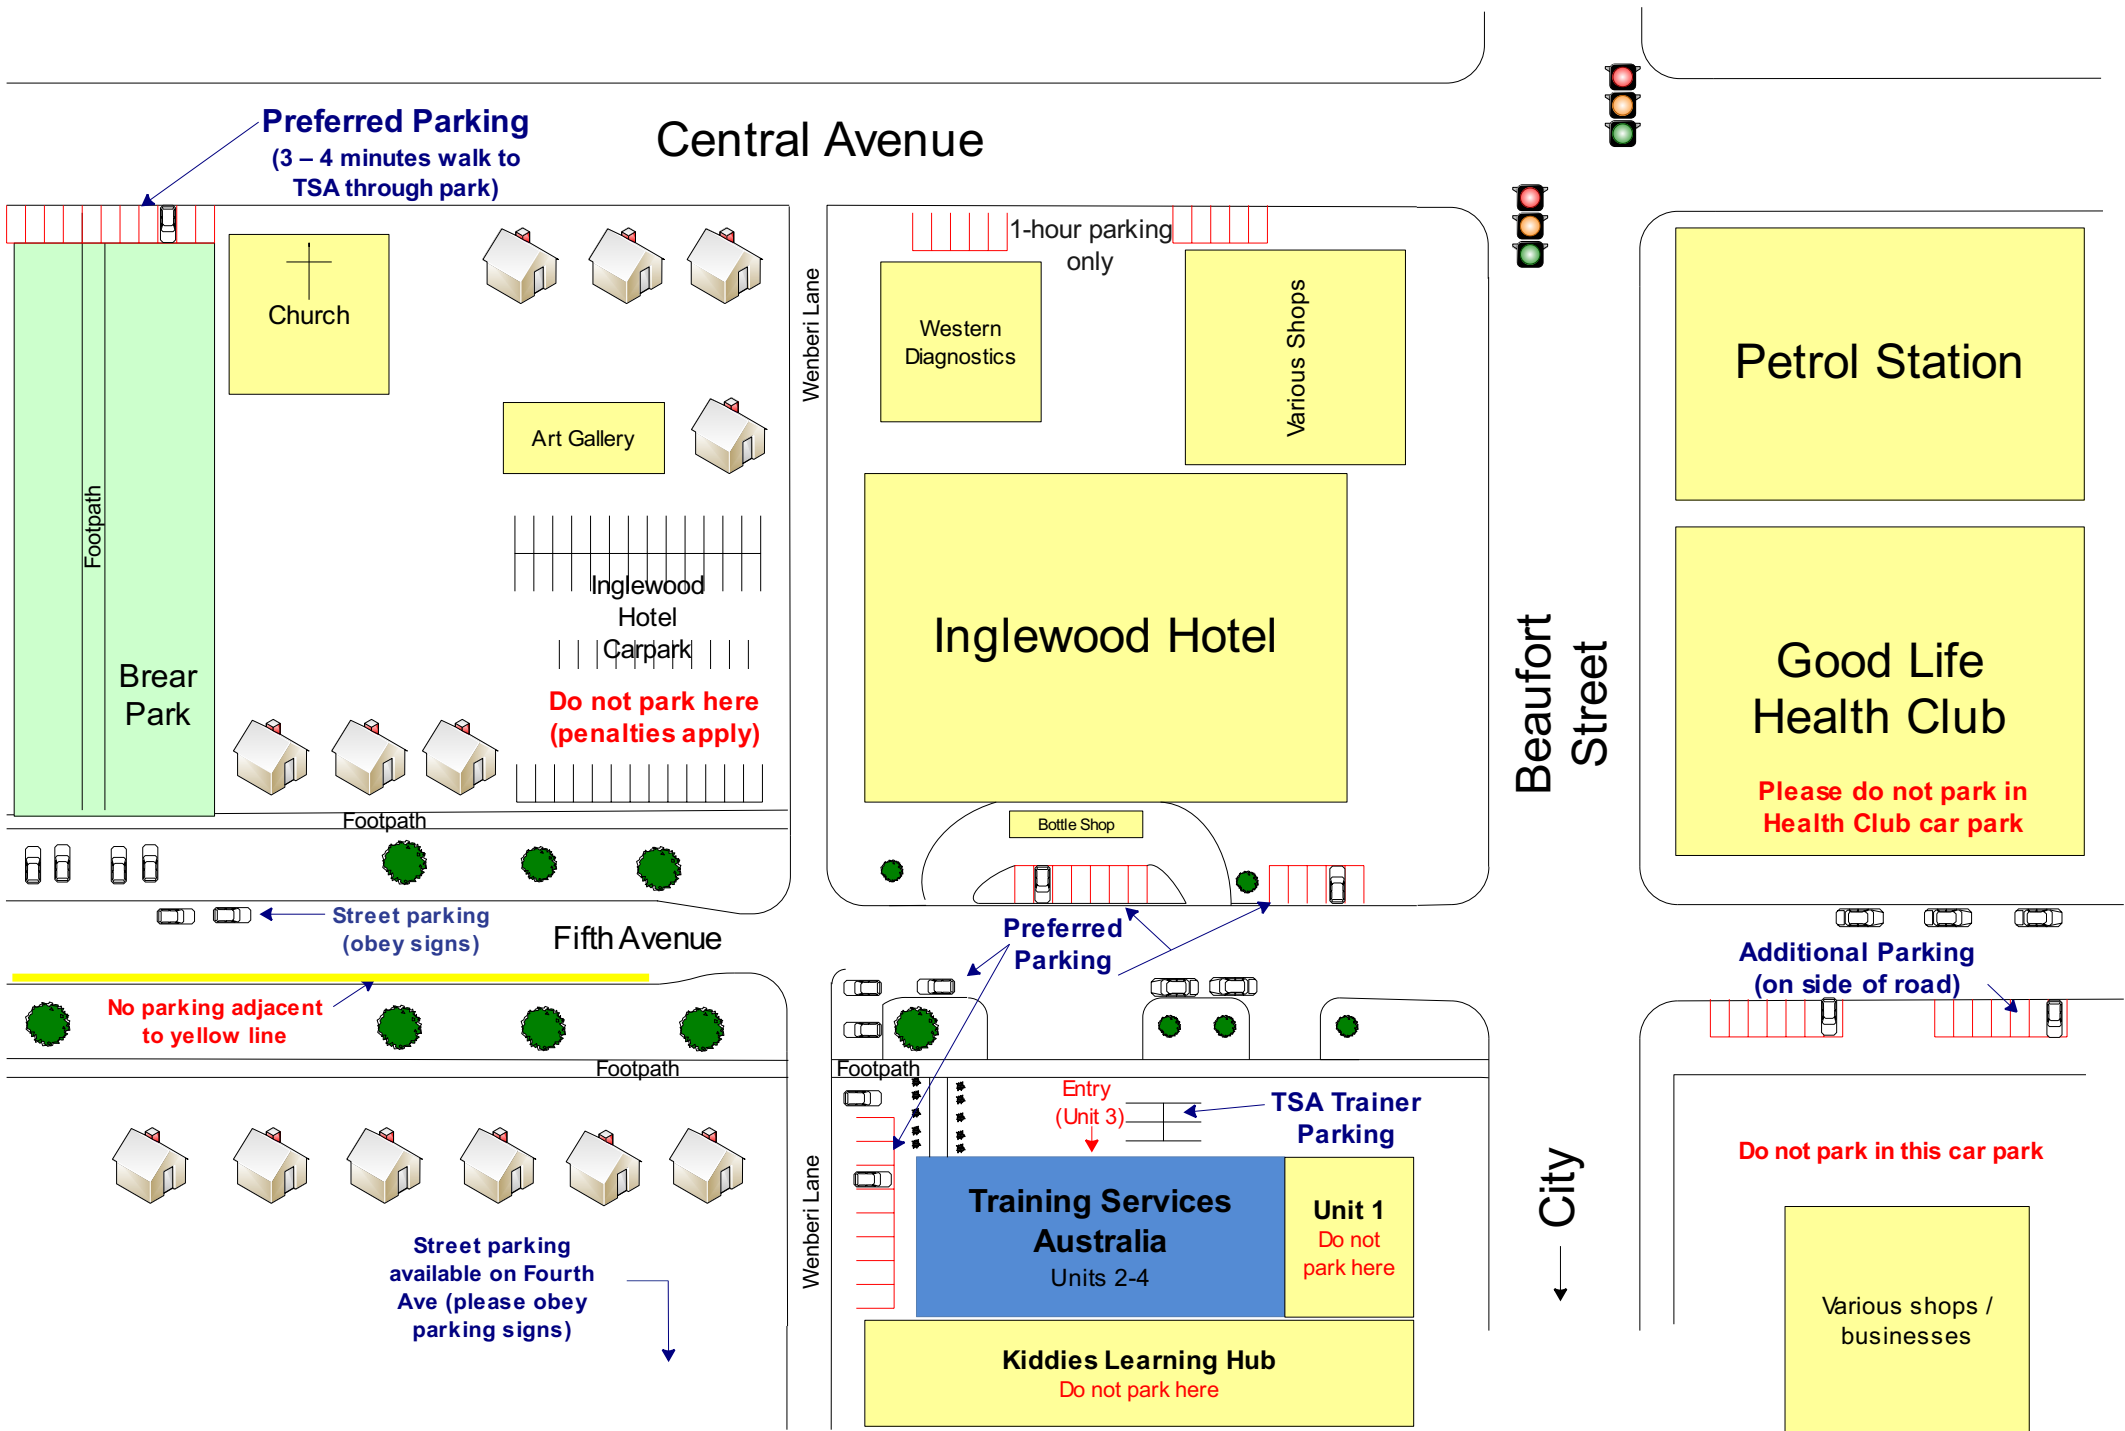 Preferred Parking
(3 – 4 minutes walk to
TSA through park)
Central Avenue
1-hour parking
only
Church
Wenberi Lane
Western
Diagnostics
Various Shops
Petrol Station
Art Gallery
Footpath
Inglewood
Hotel
Carpark
Do not park here
(penalties apply)
Inglewood Hotel
Brear
Park
Beaufort
Street
Good Life
Health Club
Please do not park in
Health Club car park
Footpath
Bottle Shop
Street parking
(obey signs)
Fifth Avenue
Preferred
Parking
Additional Parking
(on side of road)
No parking adjacent
to yellow line
Footpath
Footpath
Entry
(Unit 3)
TSA Trainer
Parking
Do not park in this car park
Wenberi Lane
Training Services
Australia
Units 2-4
Unit 1
Do not
park here
City
Street parking
available on Fourth
Ave (please obey
parking signs)
Various shops /
businesses
Kiddies Learning Hub
Do not park here